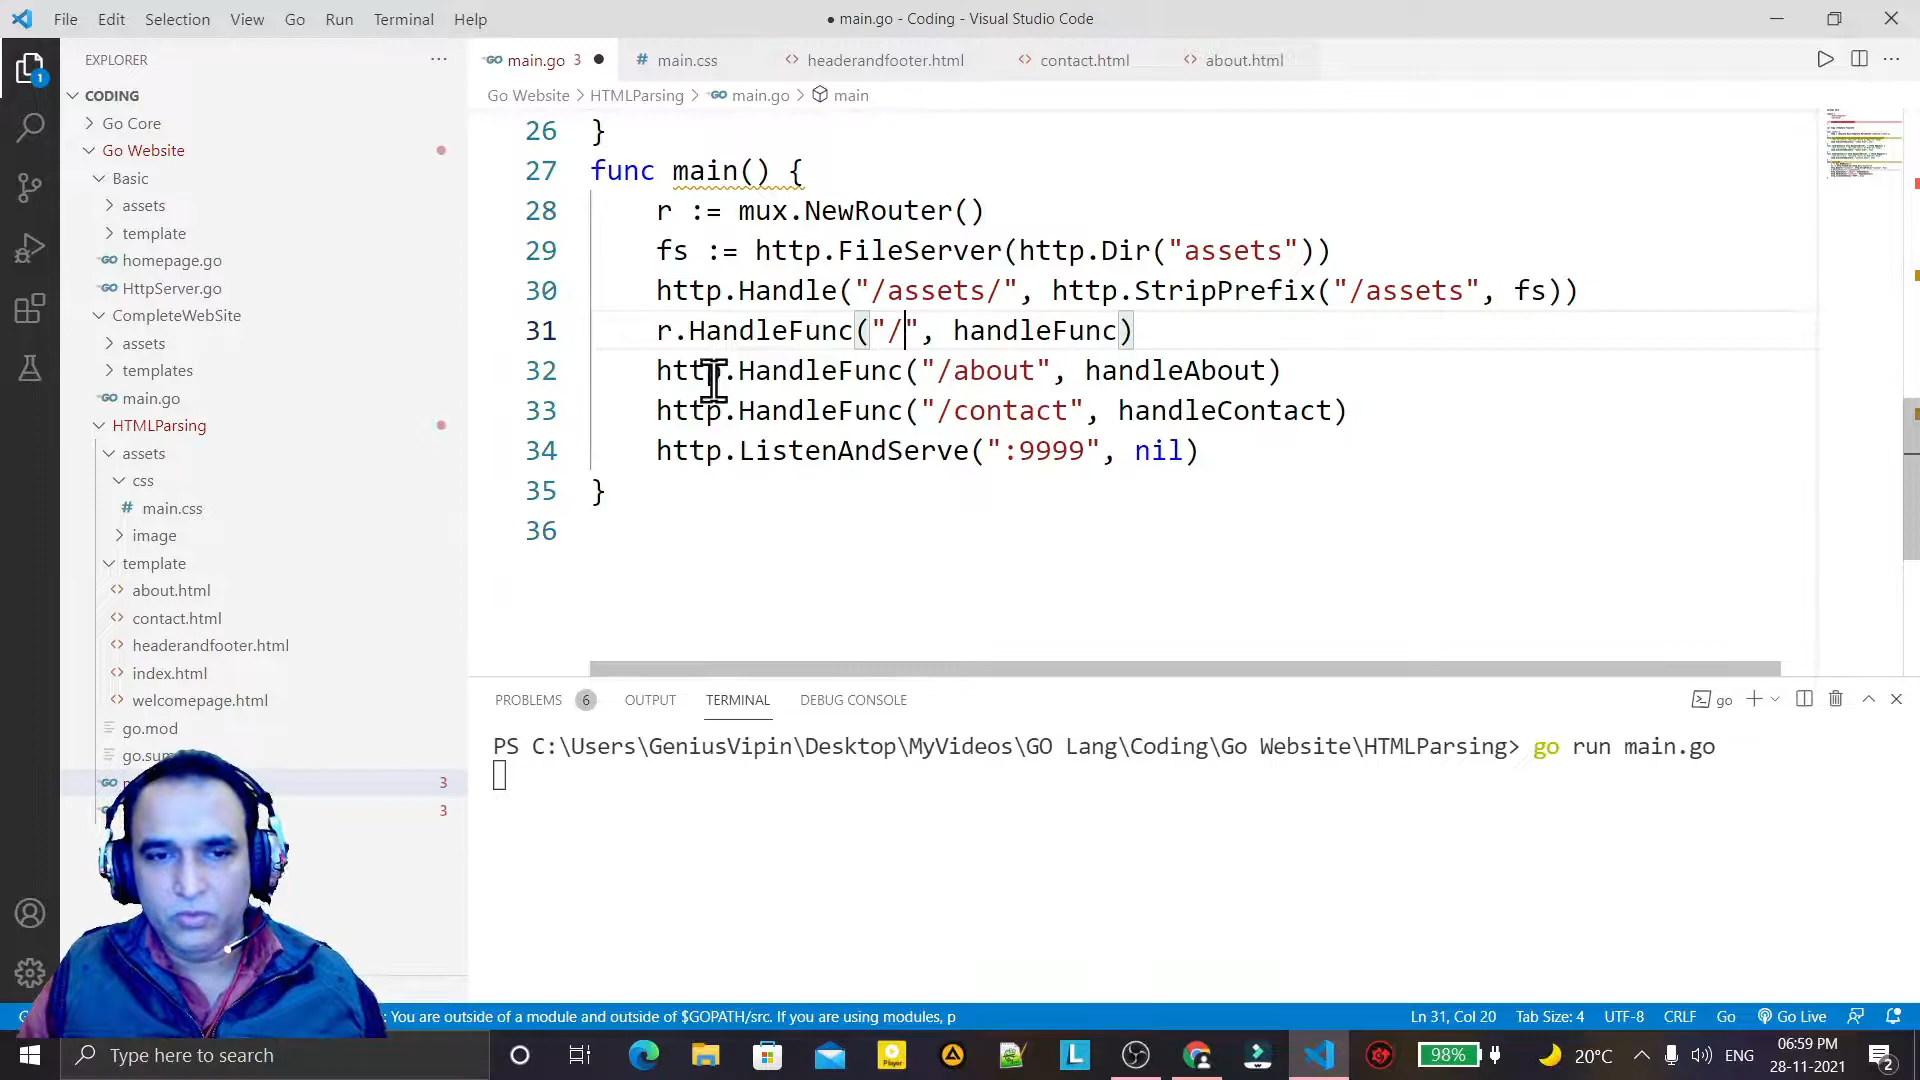 File Edit Selection View Go Run Terminal Help
● main.go - Coding - Visual Studio Code
EXPLORER
main.go 3
main.css
headerandfooter.html
contact.html
about.html
Go Website > HTMLParsing > main.go > main
CODING
Go Core
Go Website
Basic
assets
template
homepage.go
HttpServer.go
CompleteWebSite
assets
templates
main.go
HTMLParsing
assets
css
main.css
image
template
about.html
contact.html
headerandfooter.html
index.html
welcomepage.html
go.mod
3
3
26 }
27 func main() {
28 r := mux.NewRouter()
29 fs := http.FileServer(http.Dir("assets"))
30 http.Handle("/assets/", http.StripPrefix("/assets", fs))
31 r.HandleFunc("/", handleFunc)
32 http.HandleFunc("/about", handleAbout)
33 http.HandleFunc("/contact", handleContact)
34 http.ListenAndServe(":9999", nil)
35 }
36
PROBLEMS 6 OUTPUT TERMINAL DEBUG CONSOLE
go
PS C:\Users\GeniusVipin\Desktop\MyVideos\GO Lang\Coding\Go Website\HTMLParsing> go run main.go
: You are outside of a module and outside of $GOPATH/src. If you are using modules, p
Ln 31, Col 20 Tab Size: 4 UTF-8 CRLF Go Go Live
Type here to search
98%
20°C
ENG
06:59 PM
28-11-2021
2